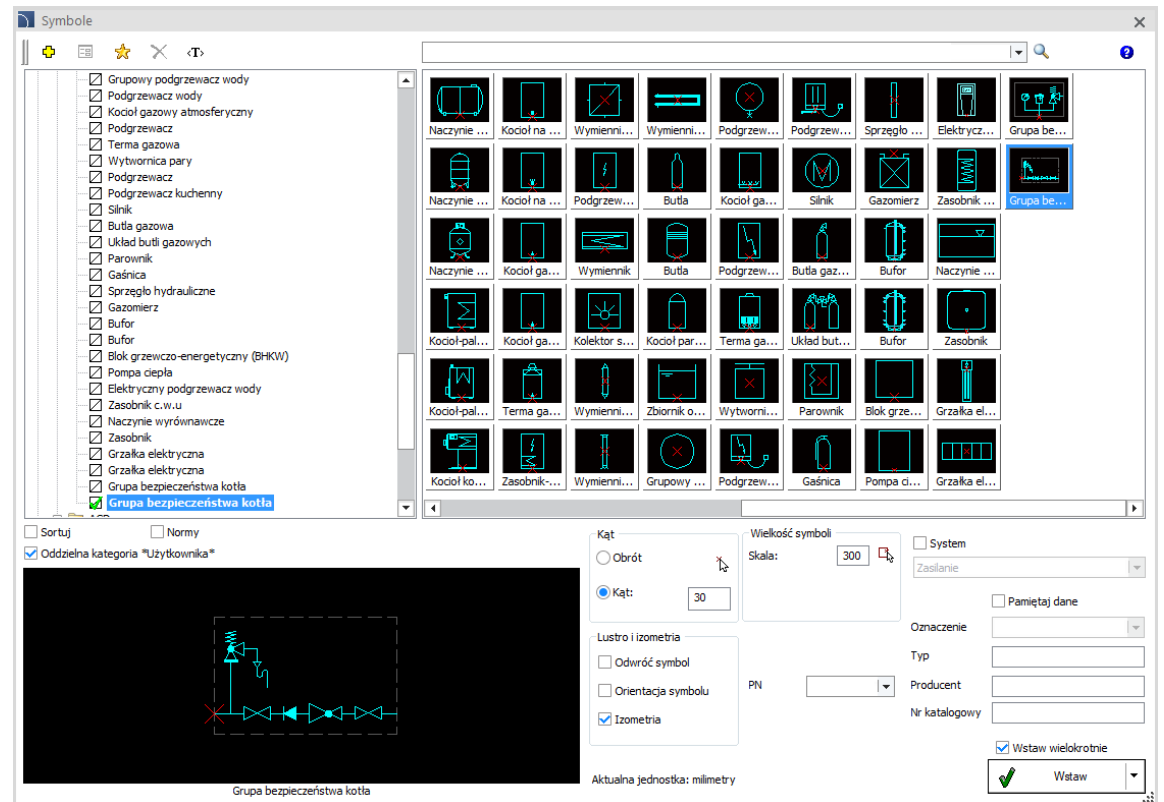 Symbole
<T>
Grupowy podgrzewacz wody
Podgrzewacz wody
Kocioł gazowy atmosferyczny
Podgrzewacz
Terma gazowa
Wytwornica pary
Podgrzewacz
Podgrzewacz kuchenny
Silnik
Butla gazowa
Układ butli gazowych
Parownik
Gaśnica
Sprzęgło hydrauliczne
Gazomierz
Bufor
Bufor
Blok grzewczo-energetyczny (BHKW)
Pompa ciepła
Elektryczny podgrzewacz wody
Zasobnik c.w.u
Naczynie wyrównawcze
Zasobnik
Grzałka elektryczna
Grzałka elektryczna
Grupa bezpieczeństwa kotła
Grupa bezpieczeństwa kotła
Naczynie ... Kocioł na ... Wymienni... Wymienni... Podgrzew... Podgrzew... Sprzęgło ... Elektrycz... Grupa be...
Naczynie ... Kocioł na ... Podgrzew... Butla Kocioł ga... Silnik Gazomierz Zasobnik ... Grupa be...
Naczynie ... Kocioł ga... Wymiennik Butla Podgrzew... Butla gaz... Bufor Naczynie ...
Kocioł-pal... Kocioł ga... Kolektor s... Kocioł par... Terma ga... Układ but... Bufor Zasobnik
Kocioł-pal... Terma ga... Wymienni... Zbiornik o... Wytworni... Parownik Blok grze... Grzałka el...
Kocioł ko... Zasobnik-... Wymienni... Grupowy ... Podgrzew... Gaśnica Pompa ci... Grzałka el...
Sortuj Normy
Oddzielna kategoria *Użytkownika*
Grupa bezpieczeństwa kotła
Kąt
Obrót
Kąt: 30
Lustro i izometria
Odwróć symbol
Orientacja symbolu
Izometria
Aktualna jednostka: milimetry
Wielkość symboli
Skala: 300
PN
System
Zasilanie
Pamiętaj dane
Oznaczenie
Typ
Producent
Nr katalogowy
Wstaw wielokrotnie
Wstaw